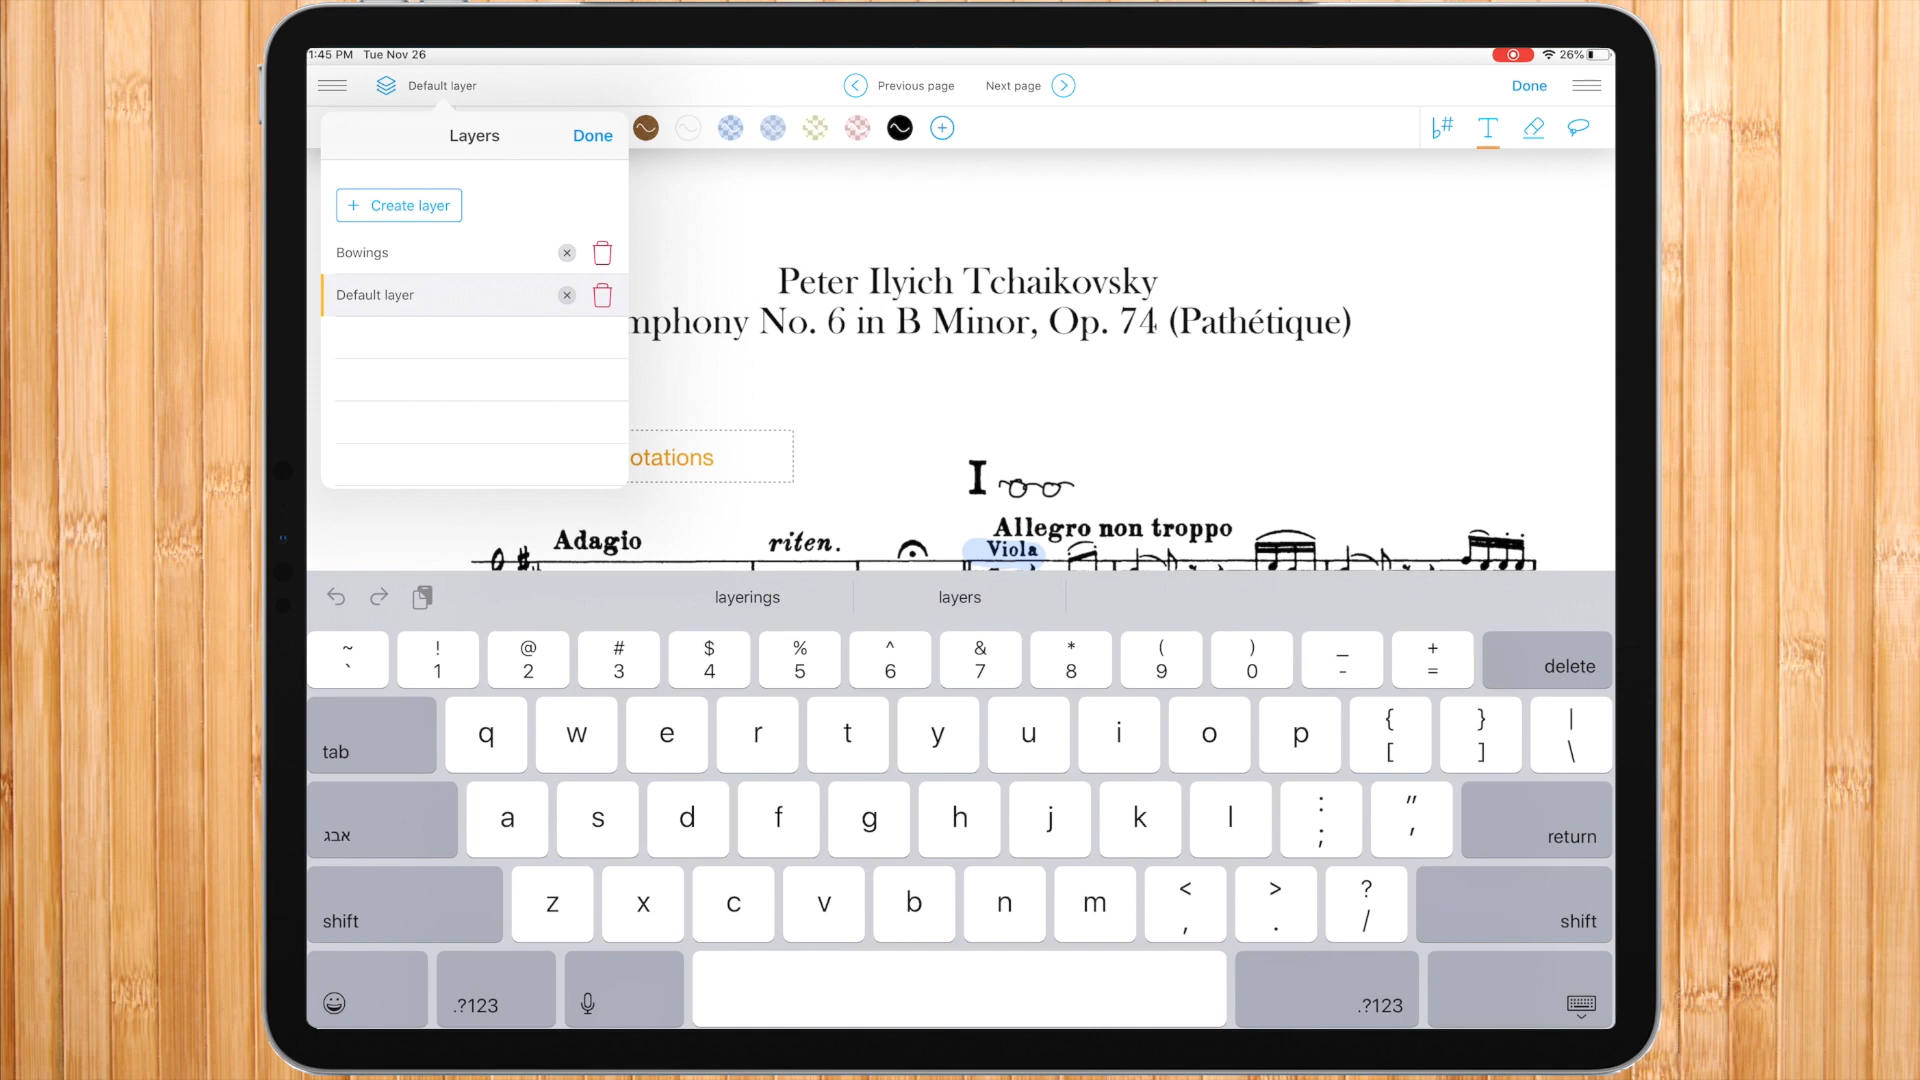 1:45 PM Tue Nov 26
26%
Default layer
Previous page
Next page
Done
Layers
Done
+ Create layer
Bowings
Default layer
Peter Ilyich Tchaikovsky
mphony No. 6 in B Minor, Op. 74 (Pathétique)
otations
I
Allegro non troppo
Adagio
riten.
Viola
layerings
layers
~ ! @ # $ % ^ & * ( ) _ +
` 1 2 3 4 5 6 7 8 9 0 - = delete
tab q w e r t y u i o p { [ } ] | \
אבג a s d f g h j k l : ; " ' return
shift z x c v b n m < , > . ? / shift
.?123 .?123